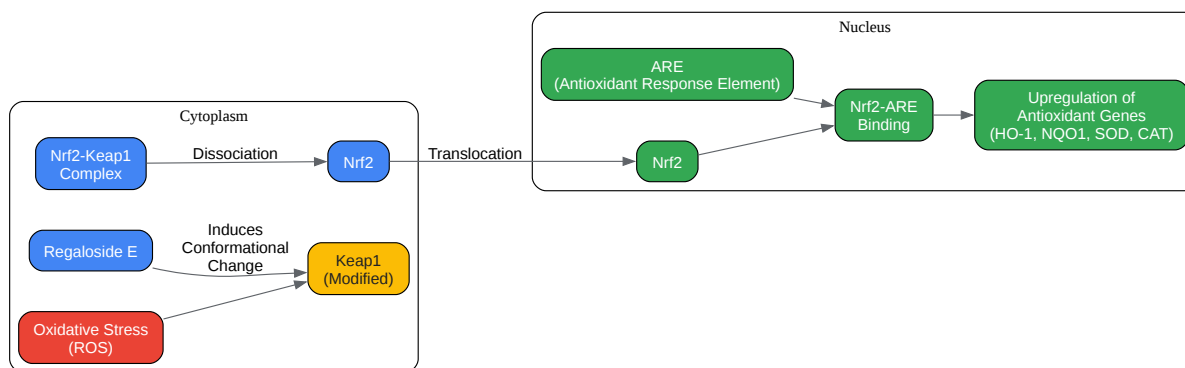 Nucleus
ARE
(Antioxidant Response Element)
Nrf2-ARE
Binding
Upregulation of
Antioxidant Genes
(HO-1, NQO1, SOD, CAT)
Nrf2
Cytoplasm
Nrf2-Keap1
Complex
Dissociation
Nrf2
Translocation
Regaloside E
Induces
Conformational
Change
Keap1
(Modified)
Oxidative Stress
(ROS)